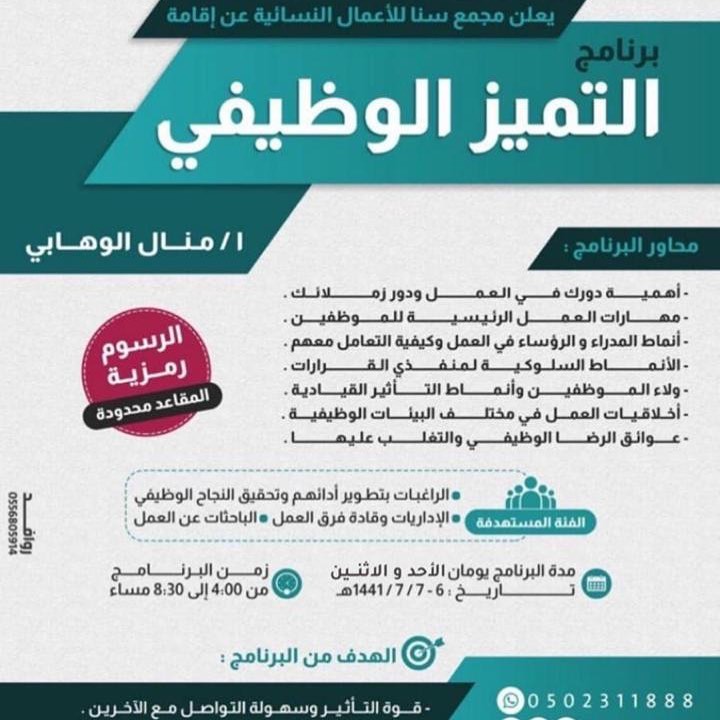 يعلن مجمع سنا للأعمال النسائية عن إقامة
برنامج
التميز الوظيفي
أ/ منال الوهابي
محاور البرنامج :
- أهمية دورك في العمل ودور زملائك .
- مهارات العمل الرئيسية للموظفين .
- أنماط المدراء و الرؤساء في العمل وكيفية التعامل معهم .
- الأنماط السلوكية لمنفذي القرارات .
- ولاء الموظفين وأنماط التأثير القيادية .
- أخلاقيات العمل في مختلف البيئات الوظيفية .
- عوائق الرضا الوظيفي والتغلب عليها .
الرسوم
رمزية
المقاعد محدودة
الفئة المستهدفة
• الراغبات بتطوير أدائهم وتحقيق النجاح الوظيفي
• الإداريات وقادة فرق العمل • الباحثات عن العمل
مدة البرنامج يومان الأحد و الاثنين
تاريخ : 6 - 7 / 7 / 1441هـ
زمن البرنامج
من 4:00 إلى 8:30 مساء
روافد
0556805914
الهدف من البرنامج :
- قوة التأثير وسهولة التواصل مع الآخرين .
0502311888